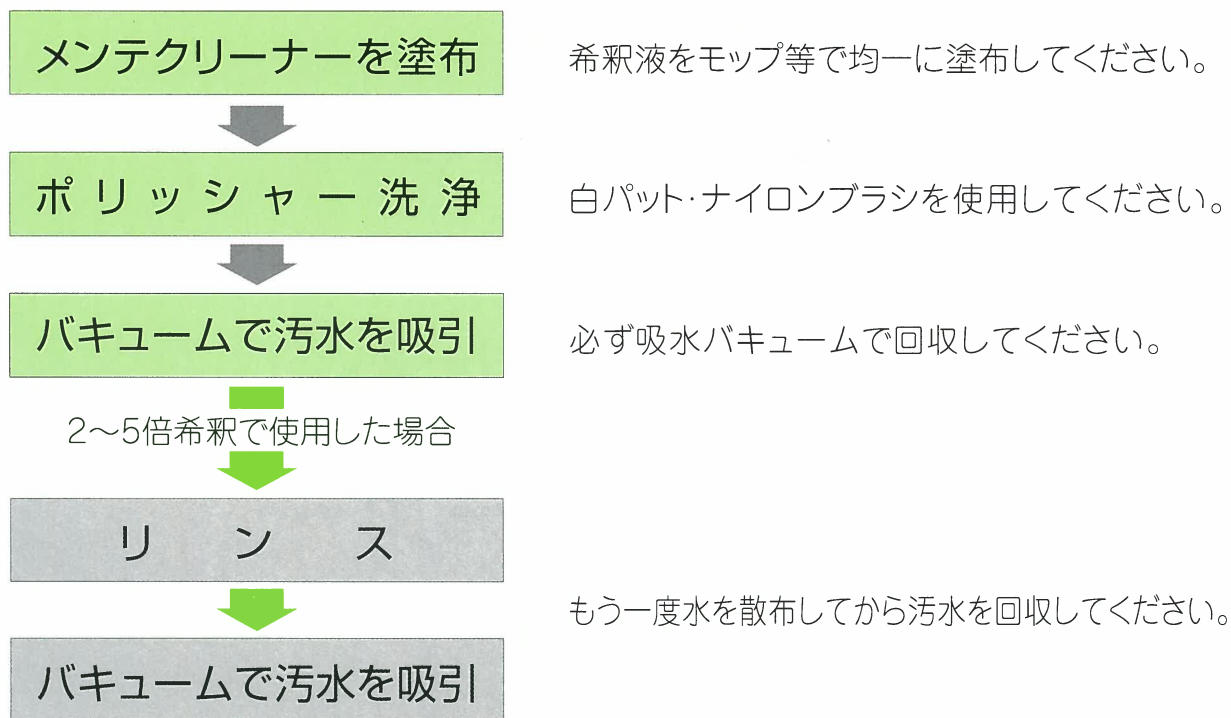 メンテクリーナーを塗布
希釈液をモップ等で均一に塗布してください。
ポリッシャー洗浄
白パット・ナイロンブラシを使用してください。
バキュームで汚水を吸引
必ず吸水バキュームで回収してください。
2～5倍希釈で使用した場合
リンス
もう一度水を散布してから汚水を回収してください。
バキュームで汚水を吸引